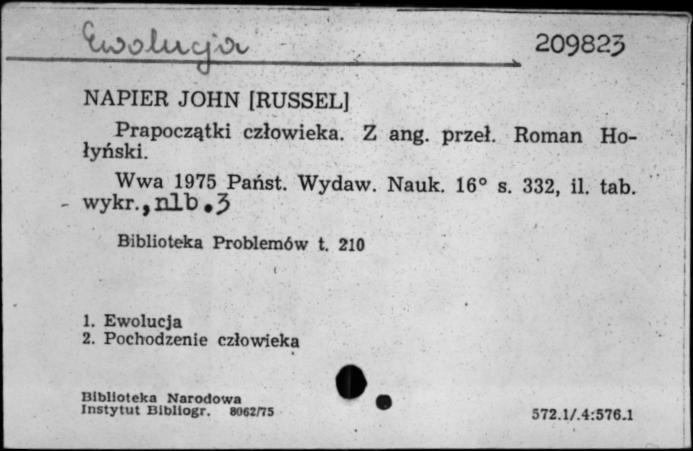 Ewolucja 209823
NAPIER JOHN [RUSSEL]
Prapoczątki człowieka. Z ang. przeł. Roman Ho-
łyński.
Wwa 1975 Państ. Wydaw. Nauk. 16° s. 332, il. tab.
wykr., nlb.3
Biblioteka Problemów t. 210
1. Ewolucja
2. Pochodzenie człowieka
Biblioteka Narodowa
Instytut Bibliogr. 8062/75 572.1/.4:576.1